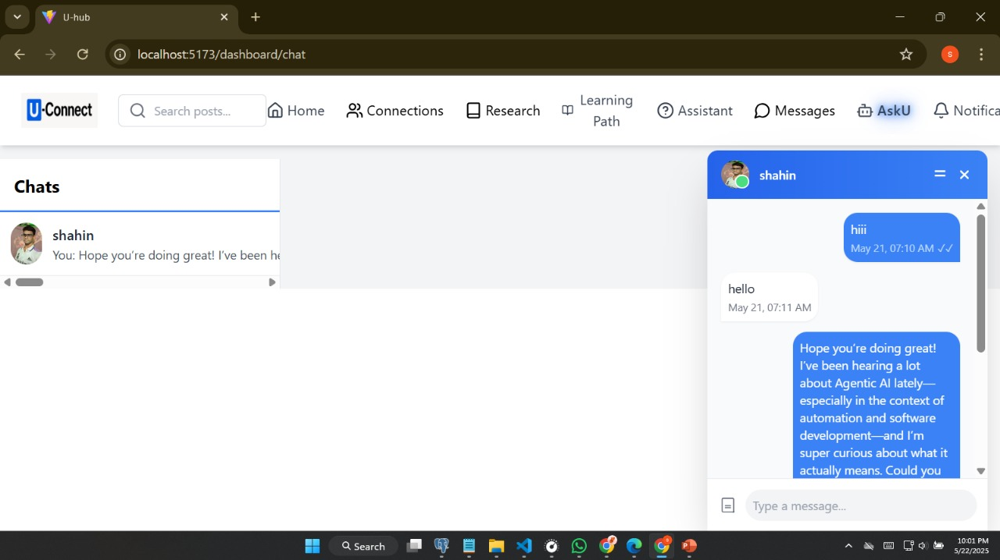 U-hub
localhost:5173/dashboard/chat
S
U-Connect
Search posts...
Home
Connections
Research
Learning
Path
Assistant
Messages
AskU
Notifica
Chats
shahin
You: Hope you’re doing great! I’ve been he
shahin
hiii
May 21, 07:10 AM ✓✓
hello
May 21, 07:11 AM
Hope you’re doing great!
I’ve been hearing a lot
about Agentic AI lately—
especially in the context of
automation and software
development—and I’m
super curious about what it
actually means. Could you
Type a message...
Search
10:01 PM
5/22/2025